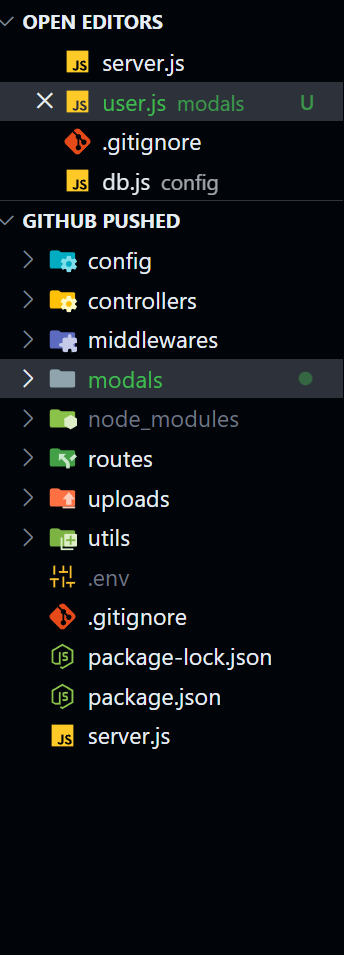 OPEN EDITORS
JS server.js
JS user.js modals U
.gitignore
JS db.js config
GITHUB PUSHED
config
controllers
middlewares
modals
node_modules
routes
uploads
utils
.env
.gitignore
JS package-lock.json
JS package.json
JS server.js